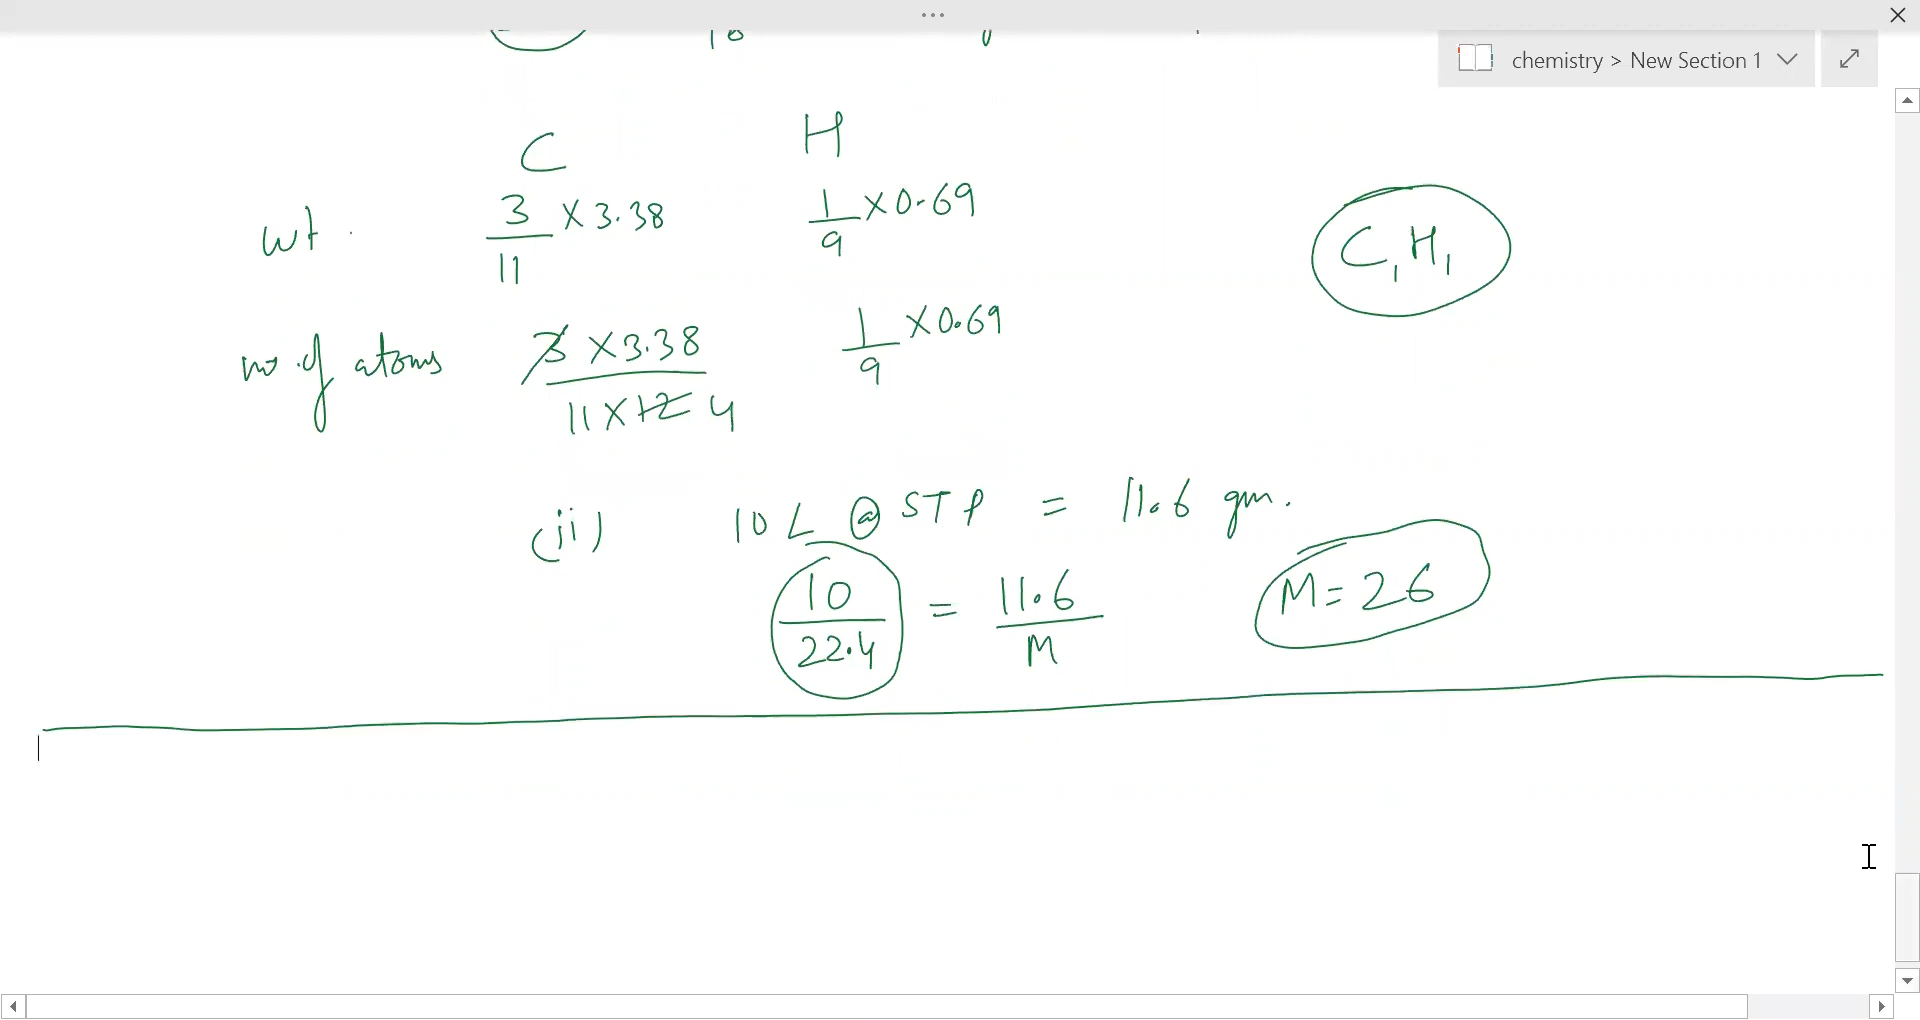 chemistry > New Section 1
C H
wt. 3/11 × 3.38 1/9 × 0.69
C₁H₁
no. of atoms 3 × 3.38 / 11 × 12 4 1/9 × 0.69
(ii) 10 L @ STP = 11.6 gm.
10/22.4 = 11.6/M M = 26